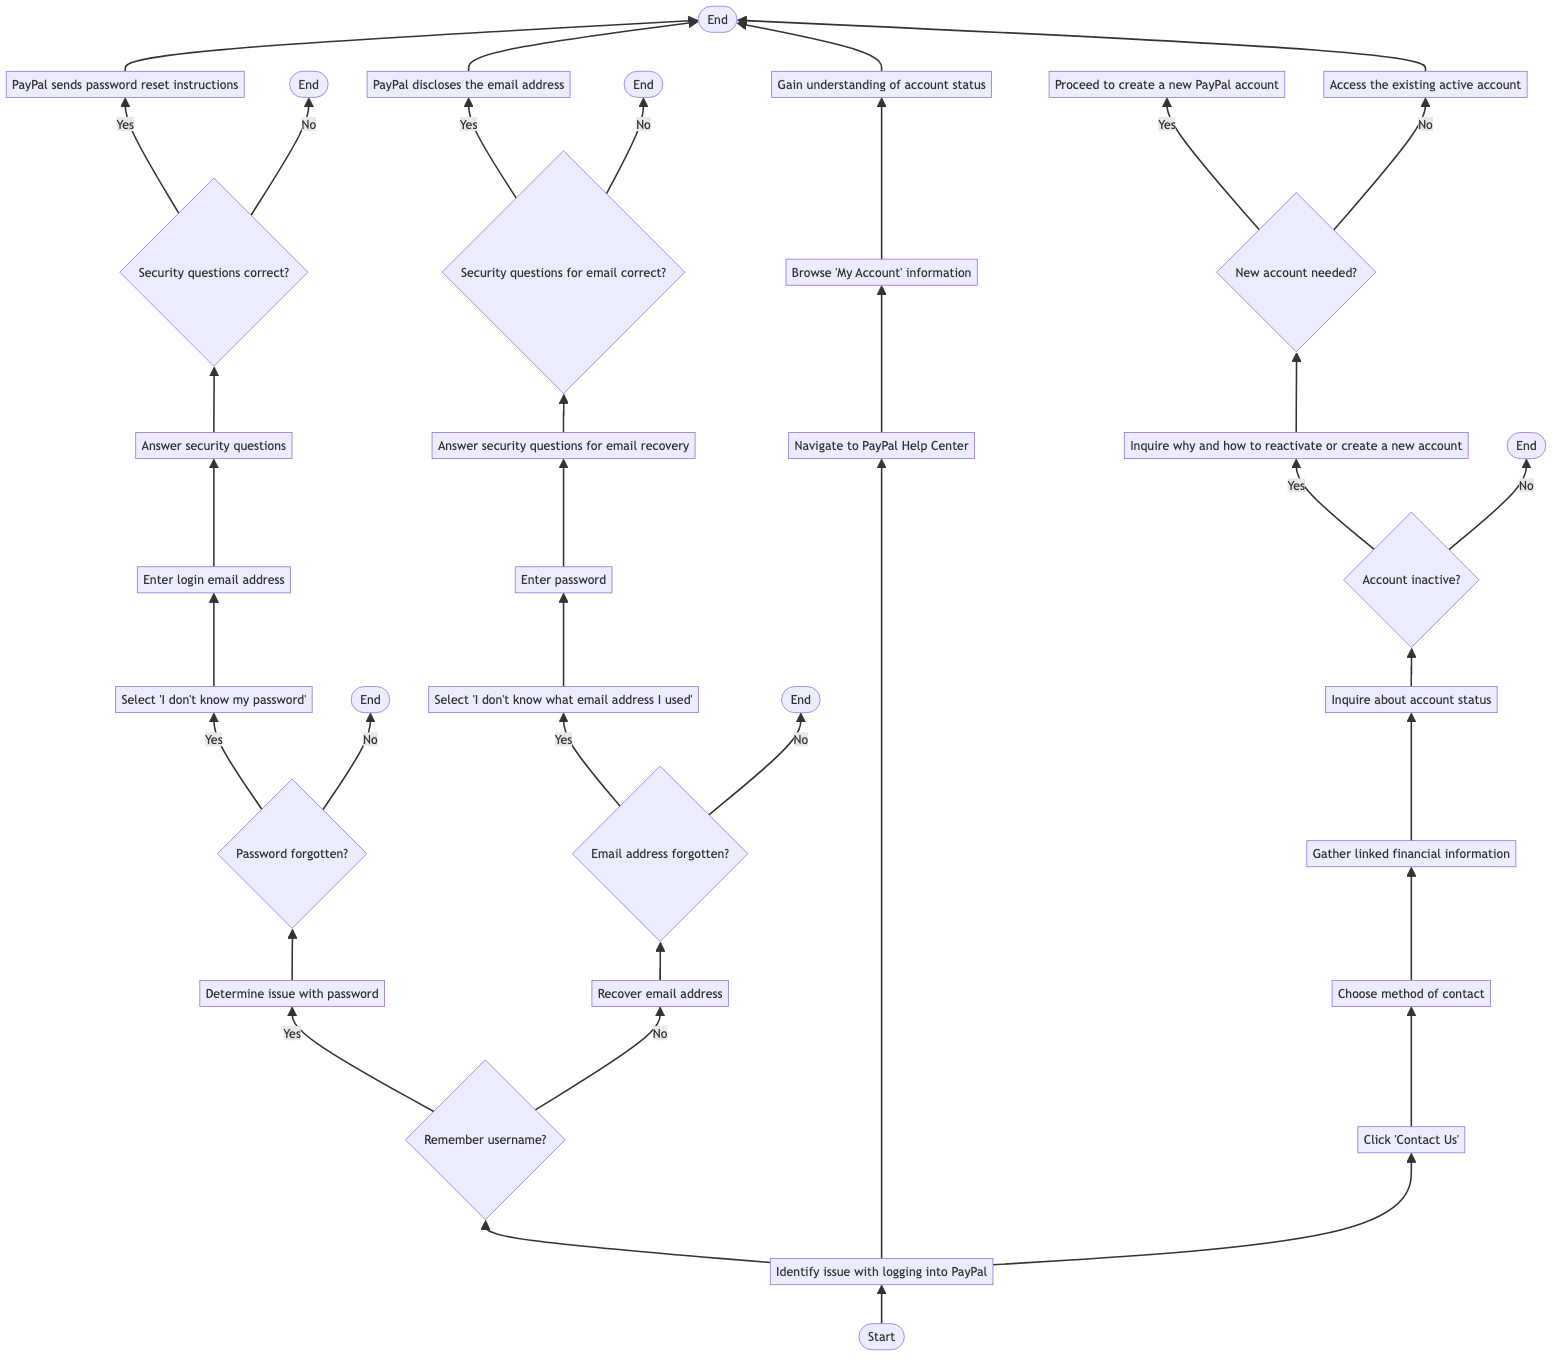 End
PayPal sends password reset instructions
End
PayPal discloses the email address
End
Gain understanding of account status
Proceed to create a new PayPal account
Access the existing active account
Yes
No
Yes
No
Yes
No
Security questions correct?
Security questions for email correct?
Browse 'My Account' information
New account needed?
Answer security questions
Answer security questions for email recovery
Navigate to PayPal Help Center
Inquire why and how to reactivate or create a new account
End
Yes
No
Enter login email address
Enter password
Account inactive?
Select 'I don't know my password'
End
Select 'I don't know what email address I used'
End
Inquire about account status
Yes
No
Yes
No
Password forgotten?
Email address forgotten?
Gather linked financial information
Determine issue with password
Recover email address
Choose method of contact
Yes
No
Remember username?
Click 'Contact Us'
Identify issue with logging into PayPal
Start